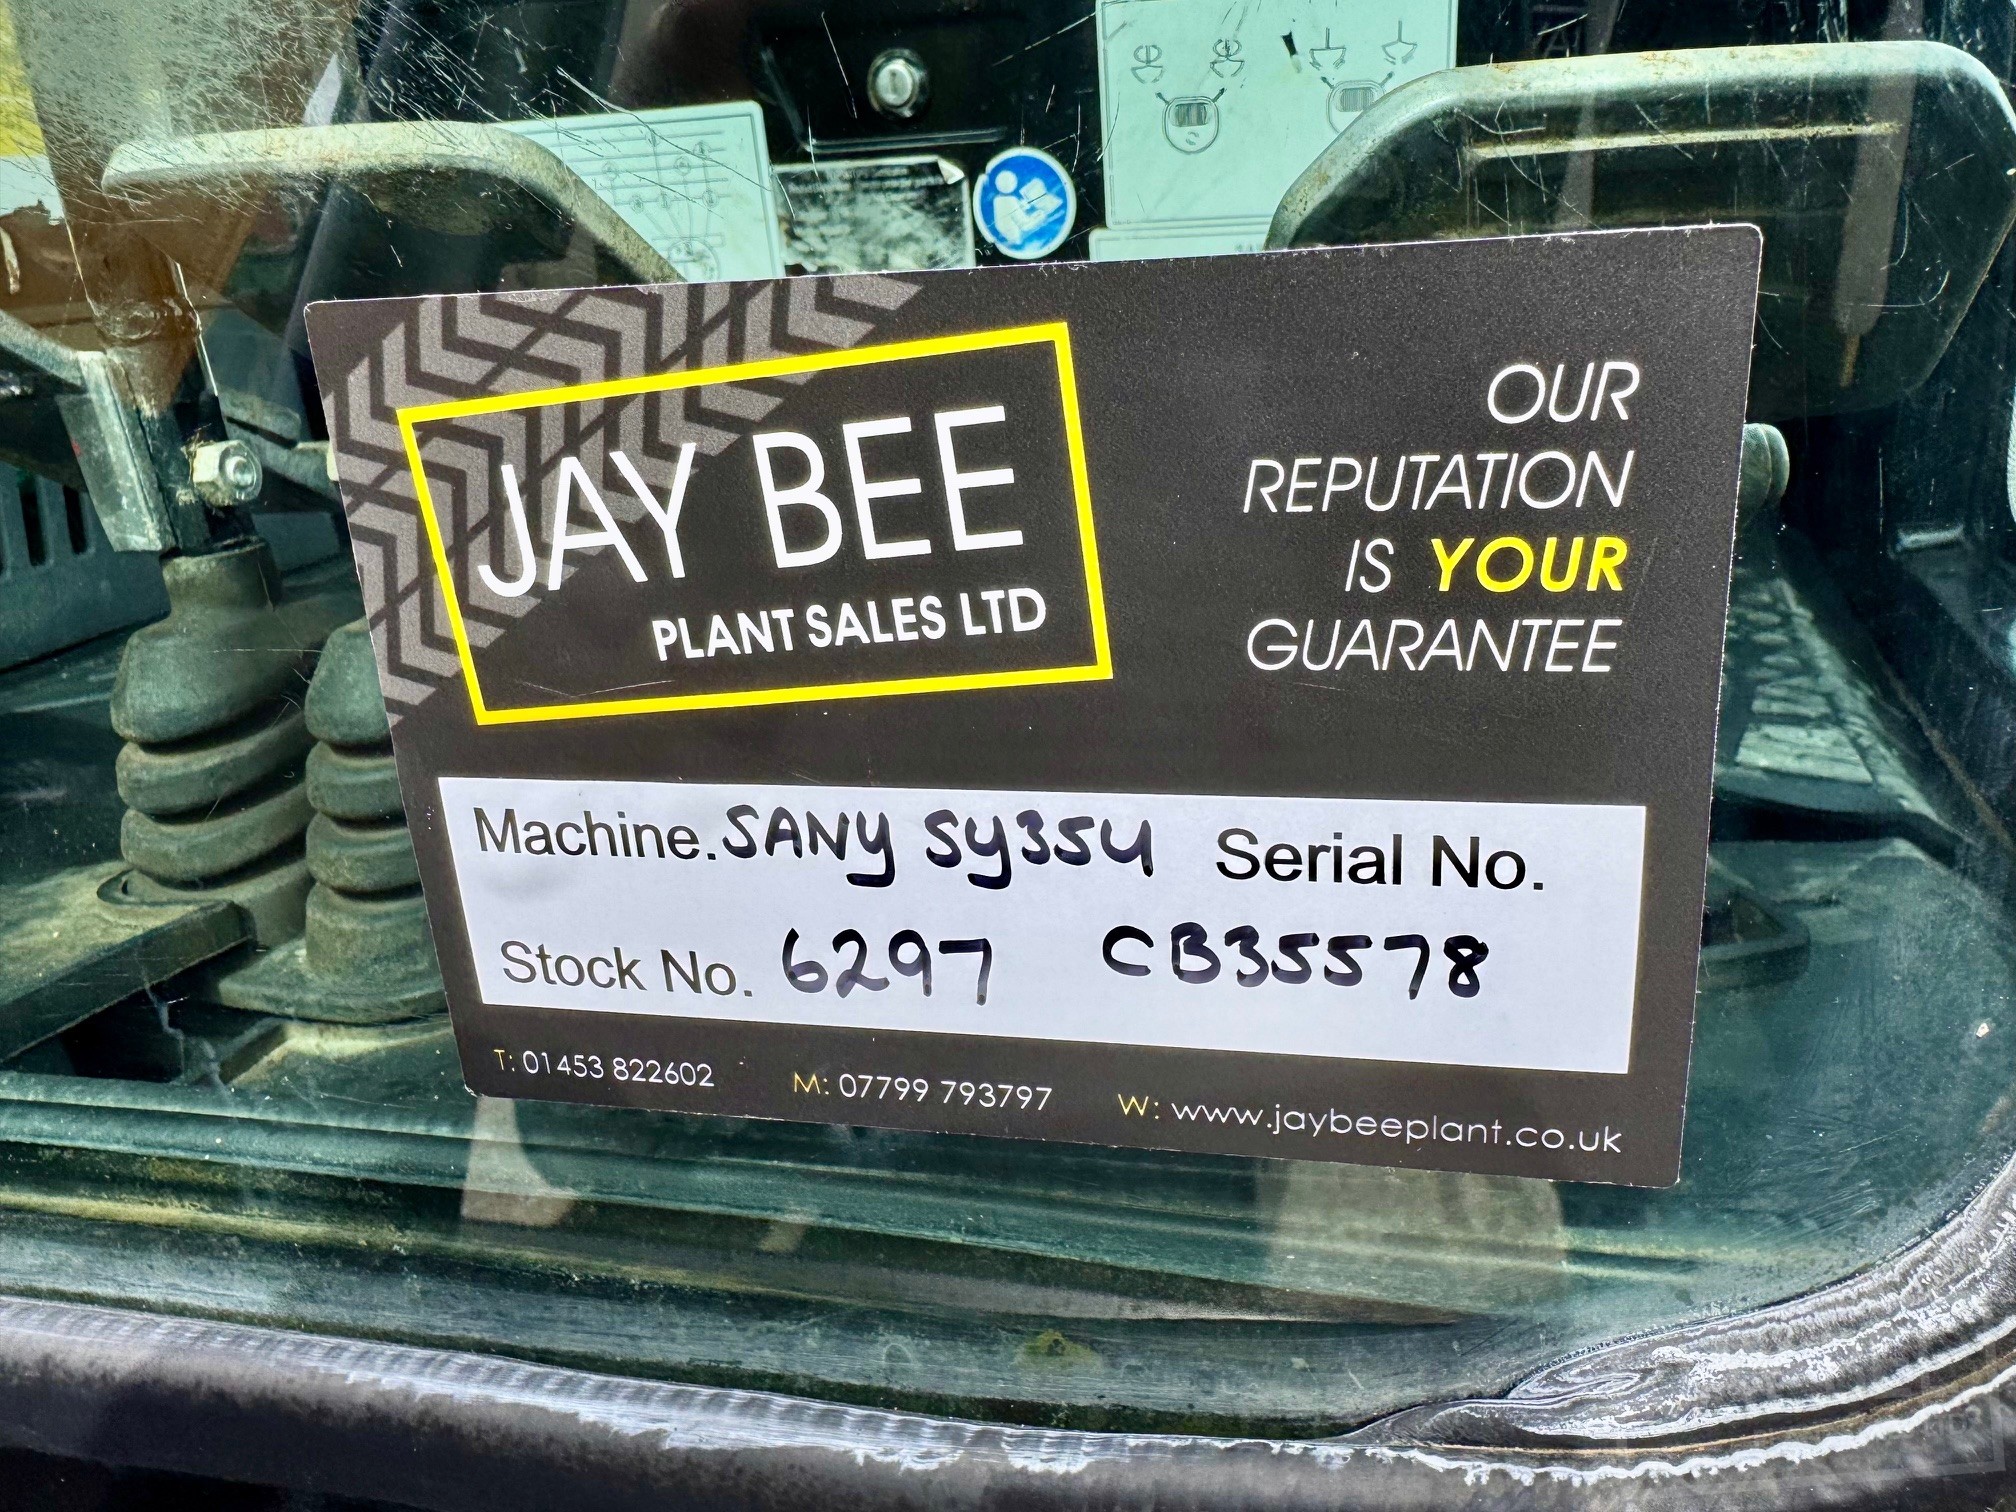 JAY BEE
PLANT SALES LTD
OUR
REPUTATION
IS YOUR
GUARANTEE
Machine. SANY SY35U Serial No.
Stock No. 6297 CB35578
T: 01453 822602 M: 07799 793797 W: www.jaybeeplant.co.uk